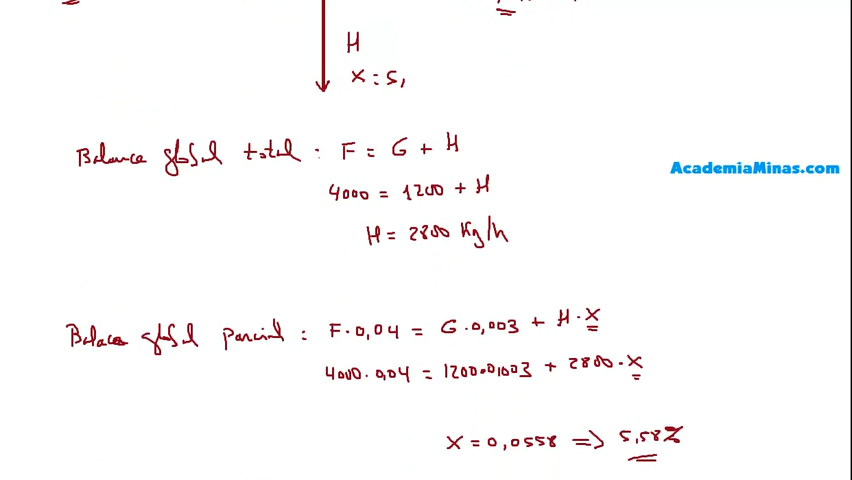 H
X = 5,
Balance global total : F = G + H
AcademiaMinas.com
4000 = 1200 + H
H = 2800 Kg/h
Balace global parcial : F·0,04 = G·0,003 + H·X
4000·0,04 = 1200·0,003 + 2800·X
X = 0,0558 => 5,58%